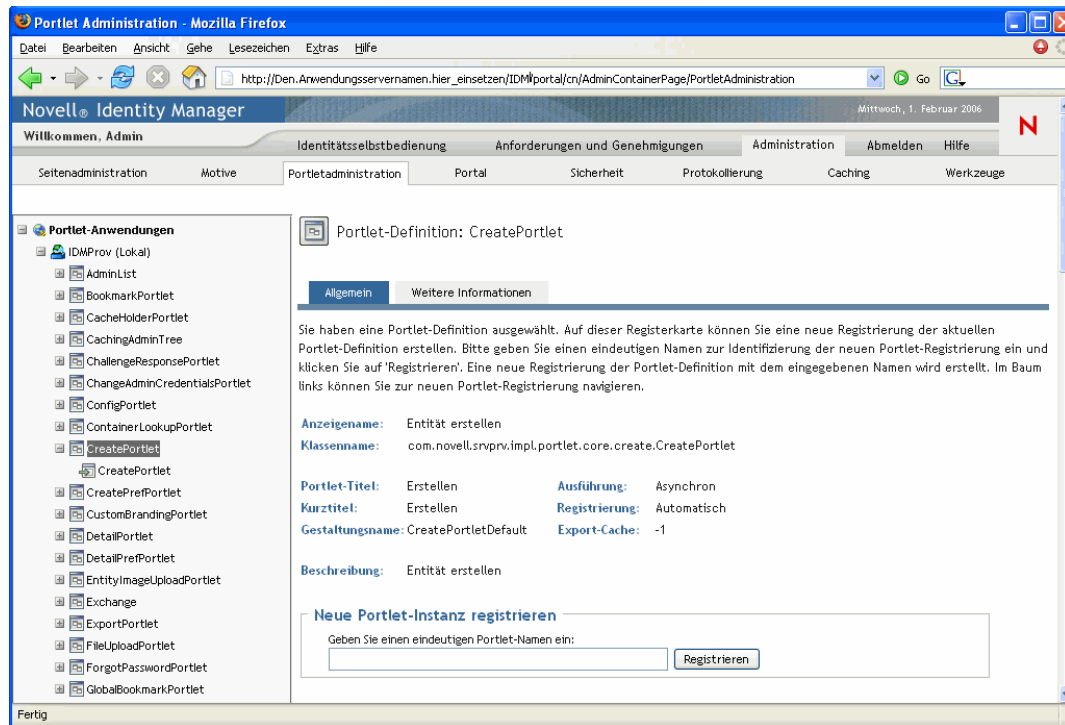 Portlet Administration - Mozilla Firefox
Datei Bearbeiten Ansicht Gehe Lesezeichen Extras Hilfe
http://Den.Anwendungsservernamen.hier_einsetzen/IDM/portal/cn/AdminContainerPage/PortletAdministration Go G
Novell® Identity Manager Mittwoch, 1. Februar 2006
N
Willkommen, Admin
Identitätsselbstbedienung Anforderungen und Genehmigungen Administration Abmelden Hilfe
Seitenadministration Motive Portletadministration Portal Sicherheit Protokollierung Caching Werkzeuge
Portlet-Anwendungen
IDMProv (Lokal)
AdminList
BookmarkPortlet
CacheHolderPortlet
CachingAdminTree
ChallengeResponsePortlet
ChangeAdminCredentialsPortlet
ConfigPortlet
ContainerLookupPortlet
CreatePortlet
CreatePortlet
CreatePrefPortlet
CustomBrandingPortlet
DetailPortlet
DetailPrefPortlet
EntityImageUploadPortlet
Exchange
ExportPortlet
FileUploadPortlet
ForgotPasswordPortlet
GlobalBookmarkPortlet
Portlet-Definition: CreatePortlet
Allgemein Weitere Informationen
Sie haben eine Portlet-Definition ausgewählt. Auf dieser Registerkarte können Sie eine neue Registrierung der aktuellen
Portlet-Definition erstellen. Bitte geben Sie einen eindeutigen Namen zur Identifizierung der neuen Portlet-Registrierung ein und
klicken Sie auf 'Registrieren'. Eine neue Registrierung der Portlet-Definition mit dem eingegebenen Namen wird erstellt. Im Baum
links können Sie zur neuen Portlet-Registrierung navigieren.
Anzeigename: Entität erstellen
Klassenname: com.novell.srvprv.impl.portlet.core.create.CreatePortlet
Portlet-Titel: Erstellen Ausführung: Asynchron
Kurztitel: Erstellen Registrierung: Automatisch
Gestaltungsname: CreatePortletDefault Export-Cache: -1
Beschreibung: Entität erstellen
Neue Portlet-Instanz registrieren
Geben Sie einen eindeutigen Portlet-Namen ein:
Registrieren
Fertig